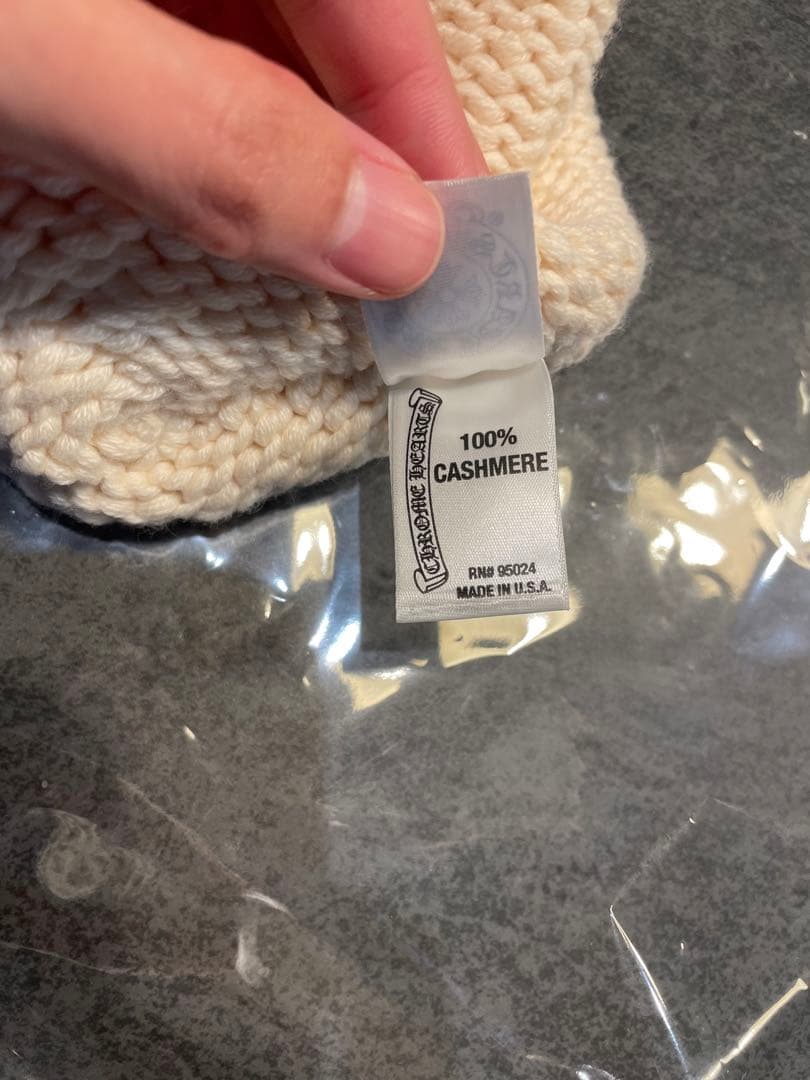 CHROME HEARTS
100%
CASHMERE
RN# 95024
MADE IN U.S.A.